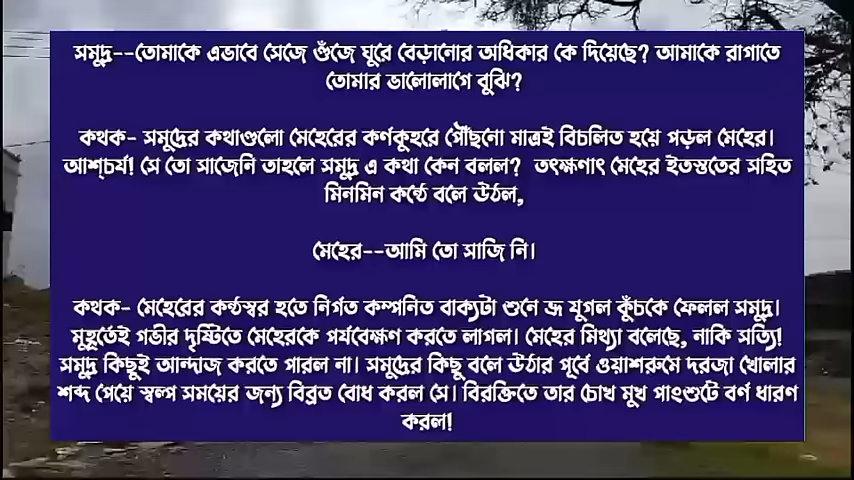 সমুদ্র--তোমাকে এভাবে সেজে গুঁজে ঘুরে বেড়ানোর অধিকার কে দিয়েছে? আমাকে রাগাতে
তোমার ভালোলাগে বুঝি?
কথক- সমুদ্রের কথাগুলো মেহেরের কর্ণকুহরে পৌঁছনো মাত্রই বিচলিত হয়ে পড়ল মেহের।
আশ্চর্য! সে তো সাজেনি তাহলে সমুদ্র এ কথা কেন বলল? তৎক্ষণাৎ মেহের ইতস্ততের সহিত
মিনমিন কন্ঠে বলে উঠল,
মেহের--আমি তো সাজি নি।
কথক- মেহেরের কন্ঠস্বর হতে নির্গত কম্পনিত বাক্যটা শুনে ভ্রু যুগল কুঁচকে ফেলল সমুদ্র।
মুহূর্তেই গভীর দৃষ্টিতে মেহেরকে পর্যবেক্ষণ করতে লাগল। মেহের মিথ্যা বলেছে, নাকি সত্যি!
সমুদ্র কিছুই আন্দাজ করতে পারল না। সমুদ্রের কিছু বলে উঠার পূর্বে ওয়াশরুমে দরজা খোলার
শব্দ পেয়ে স্বল্প সময়ের জন্য বিব্রত বোধ করল সে। বিরক্তিতে তার চোখ মুখ পাংশুটে বর্ণ ধারণ
করল!